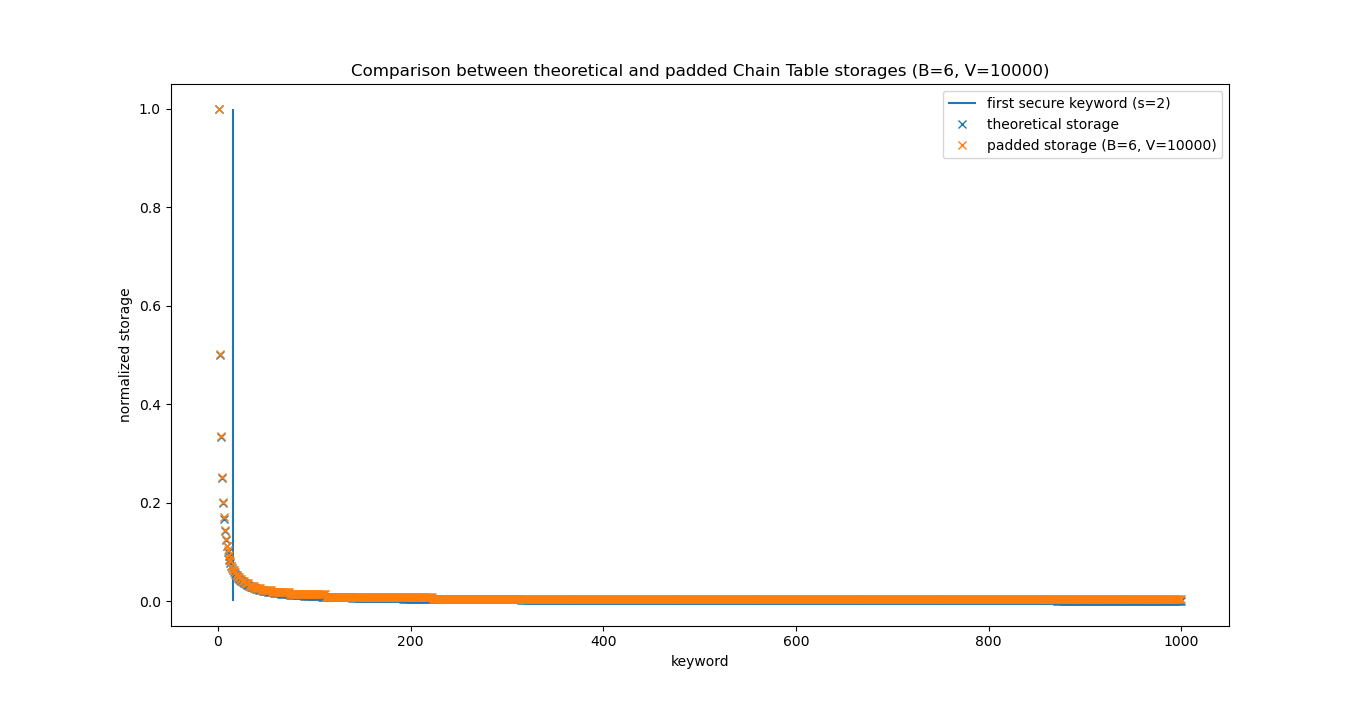 Comparison between theoretical and padded Chain Table storages (B=6, V=10000)
first secure keyword (s=2)
theoretical storage
padded storage (B=6, V=10000)
normalized storage
1.0
0.8
0.6
0.4
0.2
0.0
0
200
400
600
800
1000
keyword